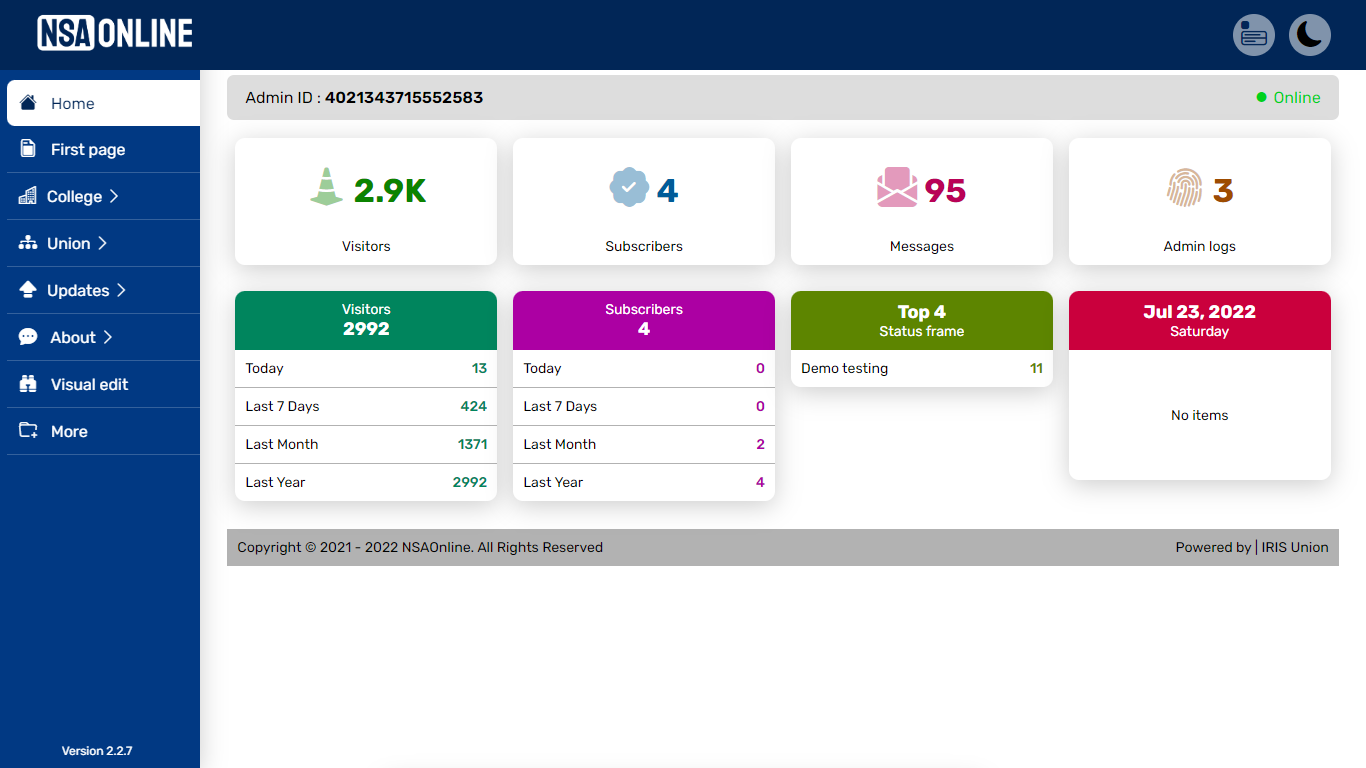 NSA ONLINE
Home
First page
College
Union
Updates
About
Visual edit
More
Version 2.2.7
Admin ID : 4021343715552583
Online
2.9K
Visitors
4
Subscribers
95
Messages
3
Admin logs
Visitors
2992
Today 13
Last 7 Days 424
Last Month 1371
Last Year 2992
Subscribers
4
Today 0
Last 7 Days 0
Last Month 2
Last Year 4
Top 4
Status frame
Demo testing 11
Jul 23, 2022
Saturday
No items
Copyright © 2021 - 2022 NSAOnline. All Rights Reserved
Powered by | IRIS Union